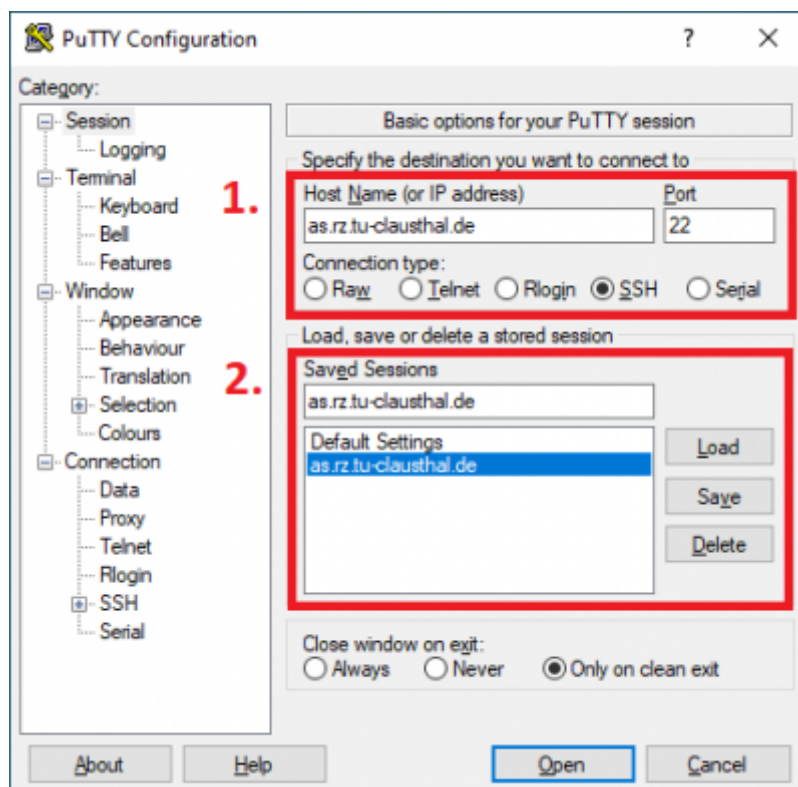 PuTTY Configuration
? ×
Category:
Session
Logging
Terminal
Keyboard
Bell
Features
Window
Appearance
Behaviour
Translation
Selection
Colours
Connection
Data
Proxy
Telnet
Rlogin
SSH
Serial
Basic options for your PuTTY session
Specify the destination you want to connect to
1.
Host Name (or IP address) Port
as.rz.tu-clausthal.de 22
Connection type:
Raw Telnet Rlogin SSH Serial
Load, save or delete a stored session
2.
Saved Sessions
as.rz.tu-clausthal.de
Default Settings
as.rz.tu-clausthal.de
Load
Save
Delete
Close window on exit:
Always Never Only on clean exit
About Help Open Cancel